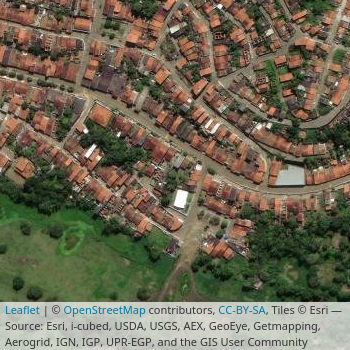 Leaflet | © OpenStreetMap contributors, CC-BY-SA, Tiles © Esri —
Source: Esri, i-cubed, USDA, USGS, AEX, GeoEye, Getmapping,
Aerogrid, IGN, IGP, UPR-EGP, and the GIS User Community